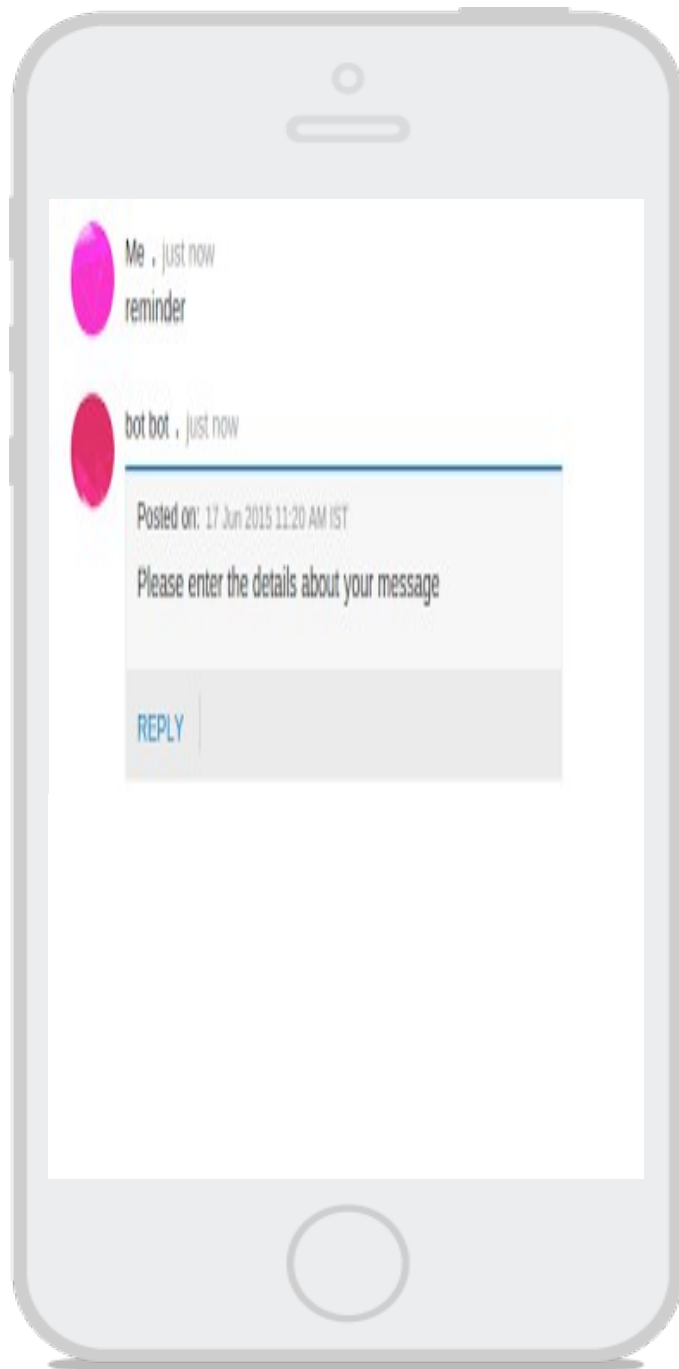 Me . just now
reminder
bot bot . just now
Posted on: 17 Jun 2015 11:20 AM IST
Please enter the details about your message
REPLY